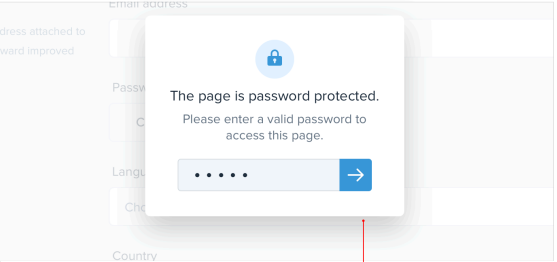 Email address
dress attached to
ward improved
Passw
C
The page is password protected.
Please enter a valid password to
access this page.
Langu
Cho
Country